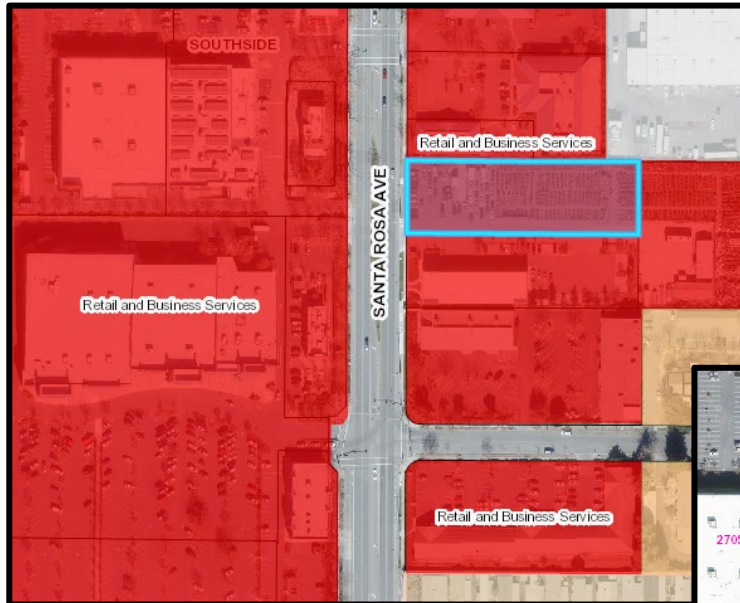 SOUTHSIDE
Retail and Business Services
SANTA ROSA AVE
Retail and Business Services
Retail and Business Services
2705